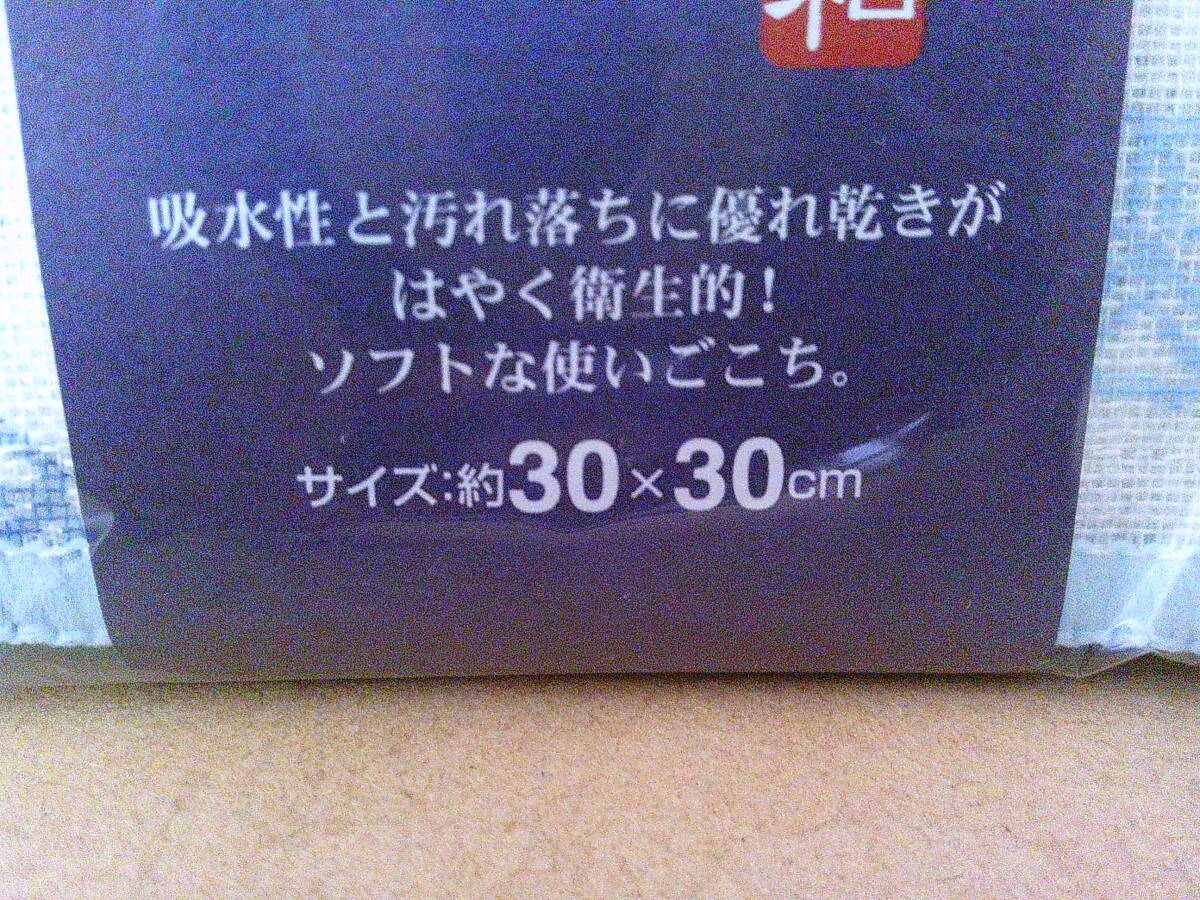 吸水性と汚れ落ちに優れ乾きが
はやく衛生的!
ソフトな使いごこち。
サイズ:約30×30cm